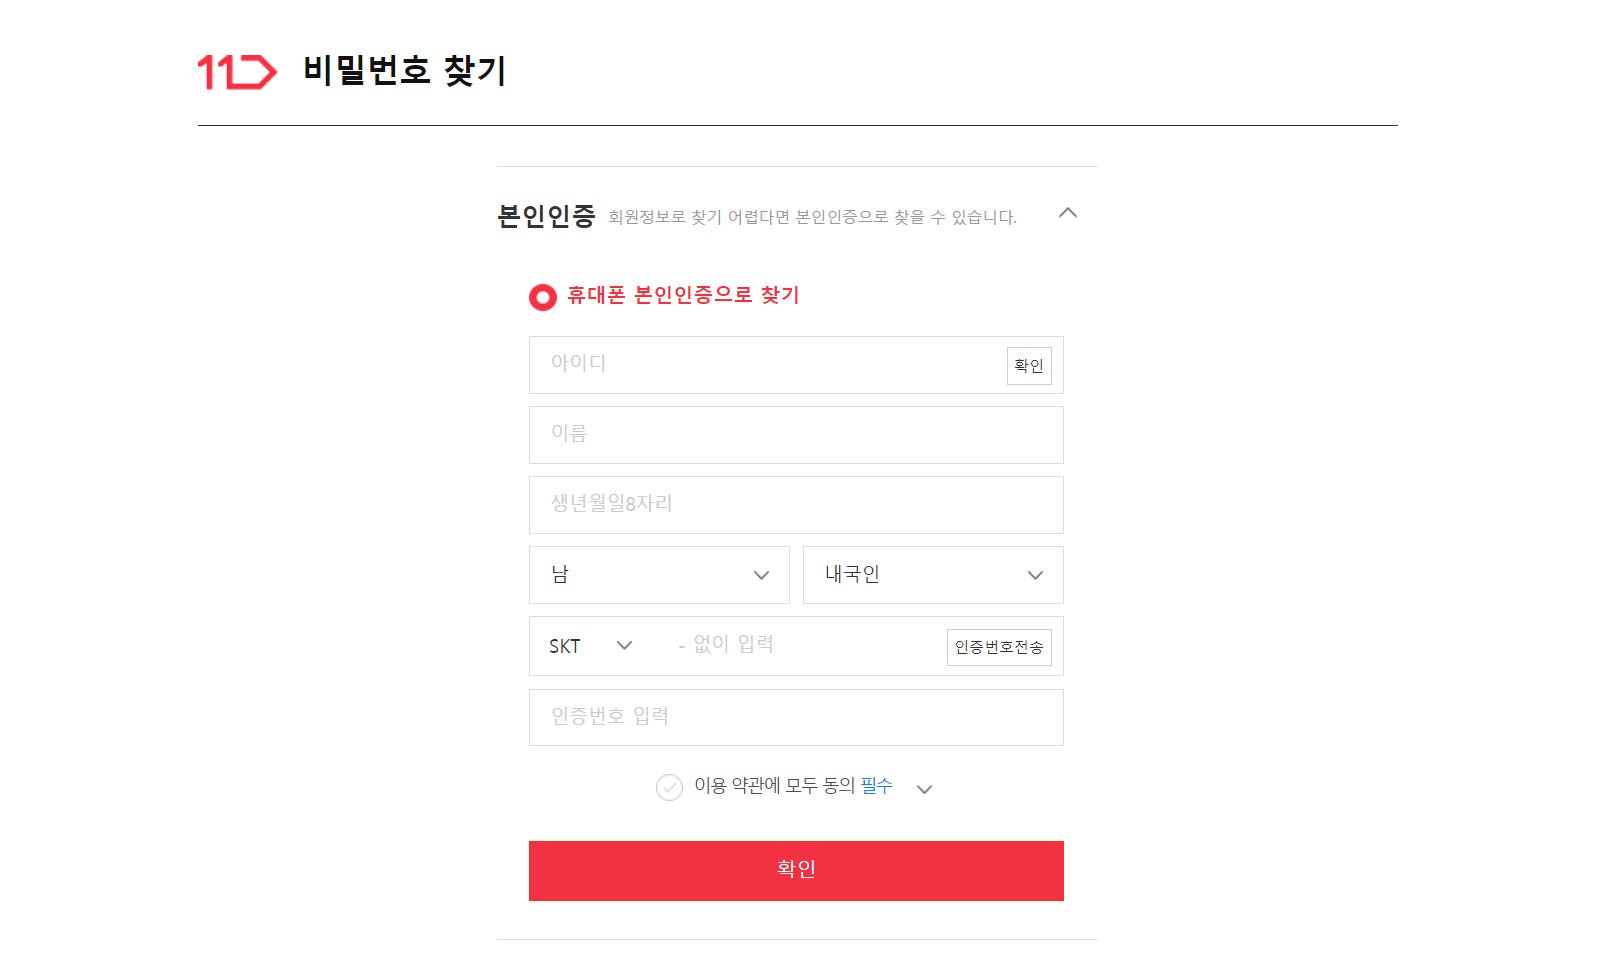 11 비밀번호 찾기
본인인증 회원정보로 찾기 어렵다면 본인인증으로 찾을 수 있습니다.
휴대폰 본인인증으로 찾기
아이디 확인
이름
생년월일8자리
남 내국인
SKT - 없이 입력 인증번호전송
인증번호 입력
이용 약관에 모두 동의 필수
확인